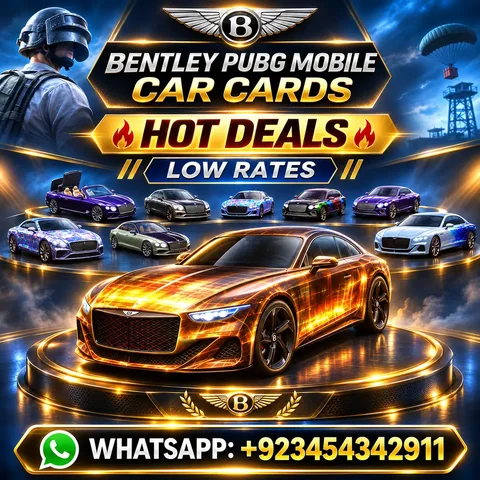 B
BENTLEY PUBG MOBILE
CAR CARDS
HOT DEALS
LOW RATES
B
WHATSAPP: +923454342911